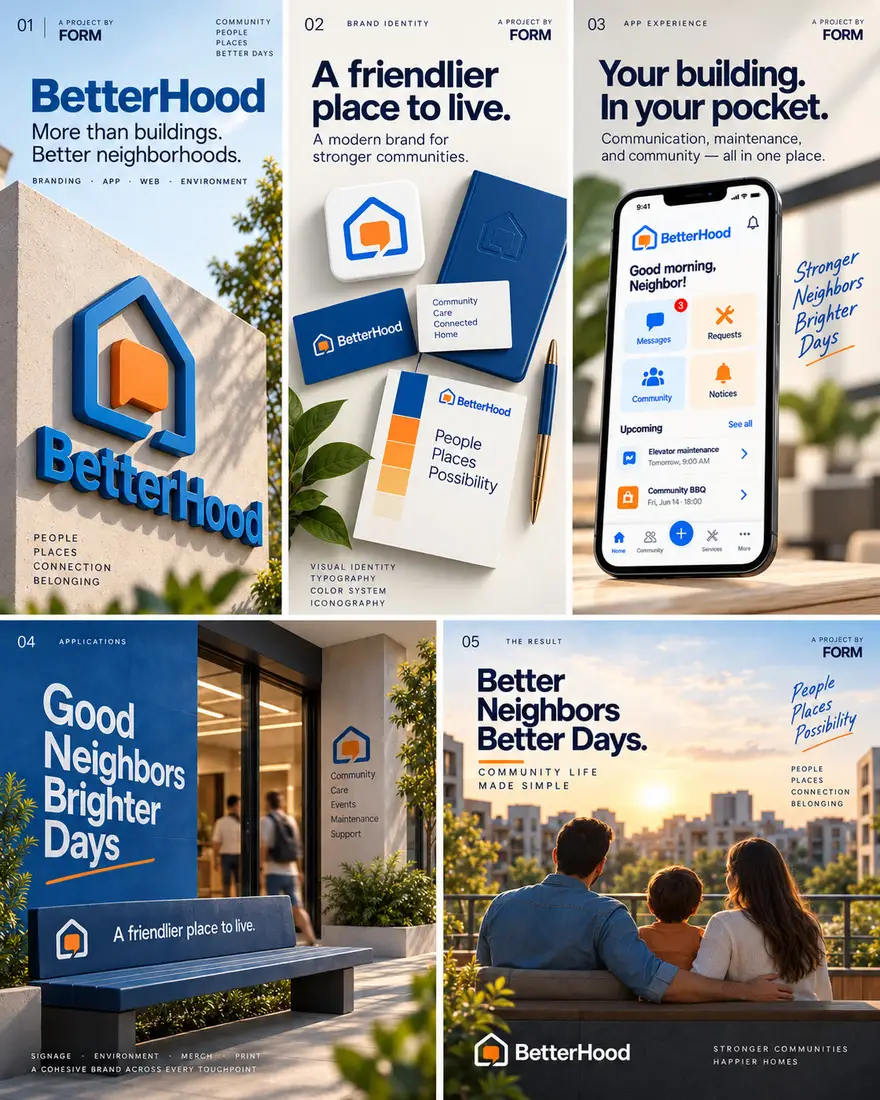 01
A PROJECT BY
FORM
COMMUNITY
PEOPLE
PLACES
BETTER DAYS
BetterHood
More than buildings.
Better neighborhoods.
BRANDING · APP · WEB · ENVIRONMENT
BetterHood
PEOPLE
PLACES
CONNECTION
BELONGING
02
BRAND IDENTITY
A PROJECT BY
FORM
A friendlier
place to live.
A modern brand for
stronger communities.
BetterHood
Community
Care
Connected
Home
BetterHood
People
Places
Possibility
VISUAL IDENTITY
TYPOGRAPHY
COLOR SYSTEM
ICONOGRAPHY
03
APP EXPERIENCE
A PROJECT BY
FORM
Your building.
In your pocket.
Communication, maintenance,
and community — all in one place.
9:41
BetterHood
Good morning,
Neighbor!
3
Messages
Requests
Community
Notices
Upcoming
See all
Elevator maintenance
Tomorrow, 9:00 AM
Community BBQ
Fri, Jun 14 · 18:00
Home
Community
+
Services
More
Stronger
Neighbors
Brighter
Days
04
APPLICATIONS
Good
Neighbors
Brighter
Days
Community
Care
Events
Maintenance
Support
A friendlier place to live.
SIGNAGE · ENVIRONMENT · MERCH · PRINT
A COHESIVE BRAND ACROSS EVERY TOUCHPOINT
05
THE RESULT
A PROJECT BY
FORM
Better
Neighbors
Better Days.
COMMUNITY LIFE
MADE SIMPLE
People
Places
Possibility
PEOPLE
PLACES
CONNECTION
BELONGING
BetterHood
STRONGER COMMUNITIES
HAPPIER HOMES